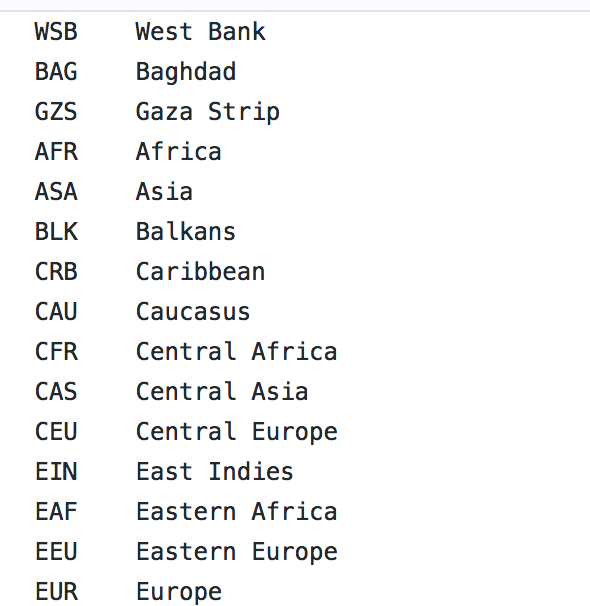 WSB    West Bank
BAG    Baghdad
GZS    Gaza Strip
AFR    Africa
ASA    Asia
BLK    Balkans
CRB    Caribbean
CAU    Caucasus
CFR    Central Africa
CAS    Central Asia
CEU    Central Europe
EIN    East Indies
EAF    Eastern Africa
EEU    Eastern Europe
EUR    Europe